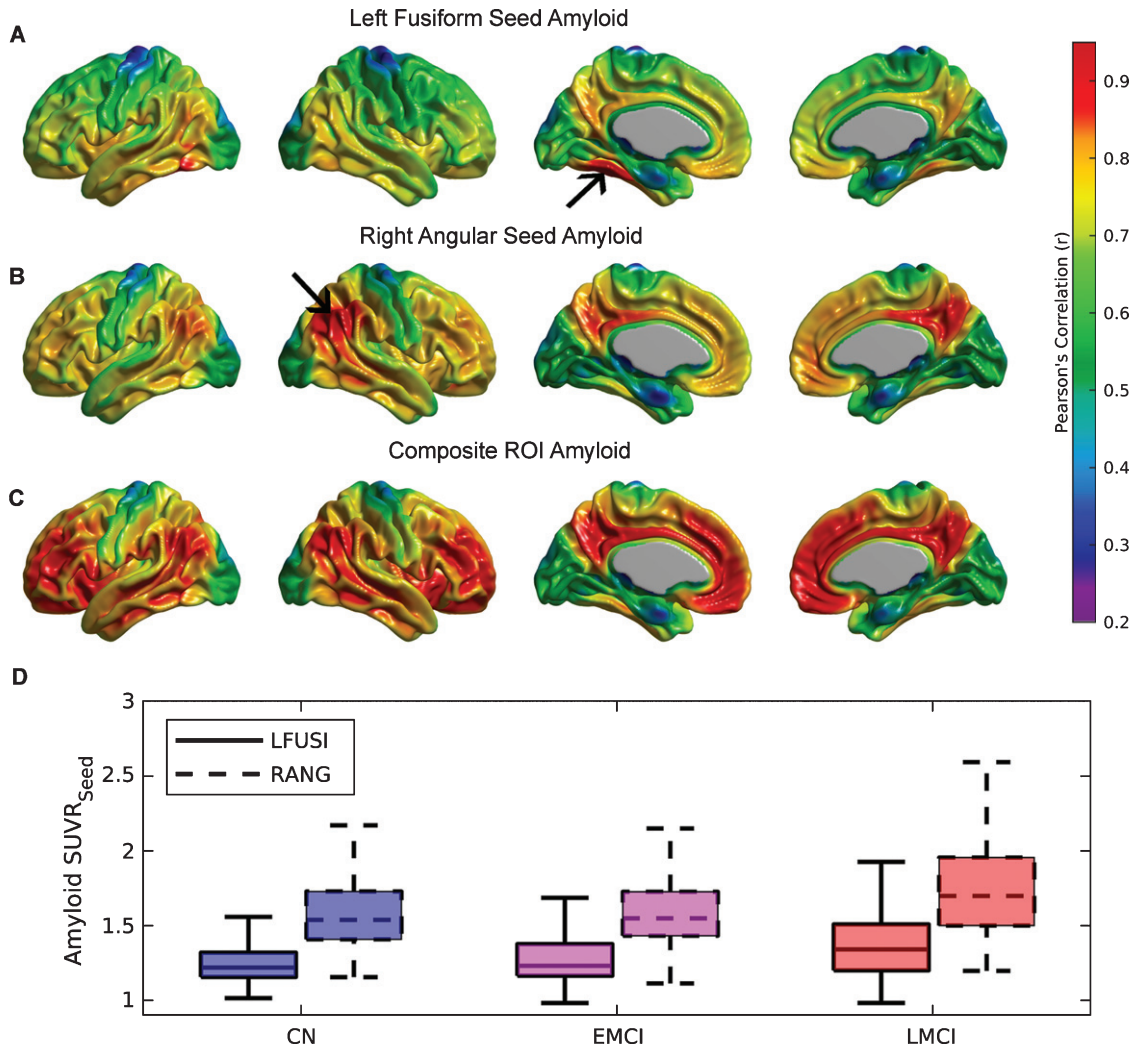 Left Fusiform Seed Amyloid
A
Right Angular Seed Amyloid
B
Composite ROI Amyloid
C
0.9
0.8
0.7
0.6
0.5
0.4
0.3
0.2
Pearson's Correlation (r)
D
3
2.5
2
1.5
1
Amyloid SUVR Seed
LFUSI
RANG
CN EMCI LMCI